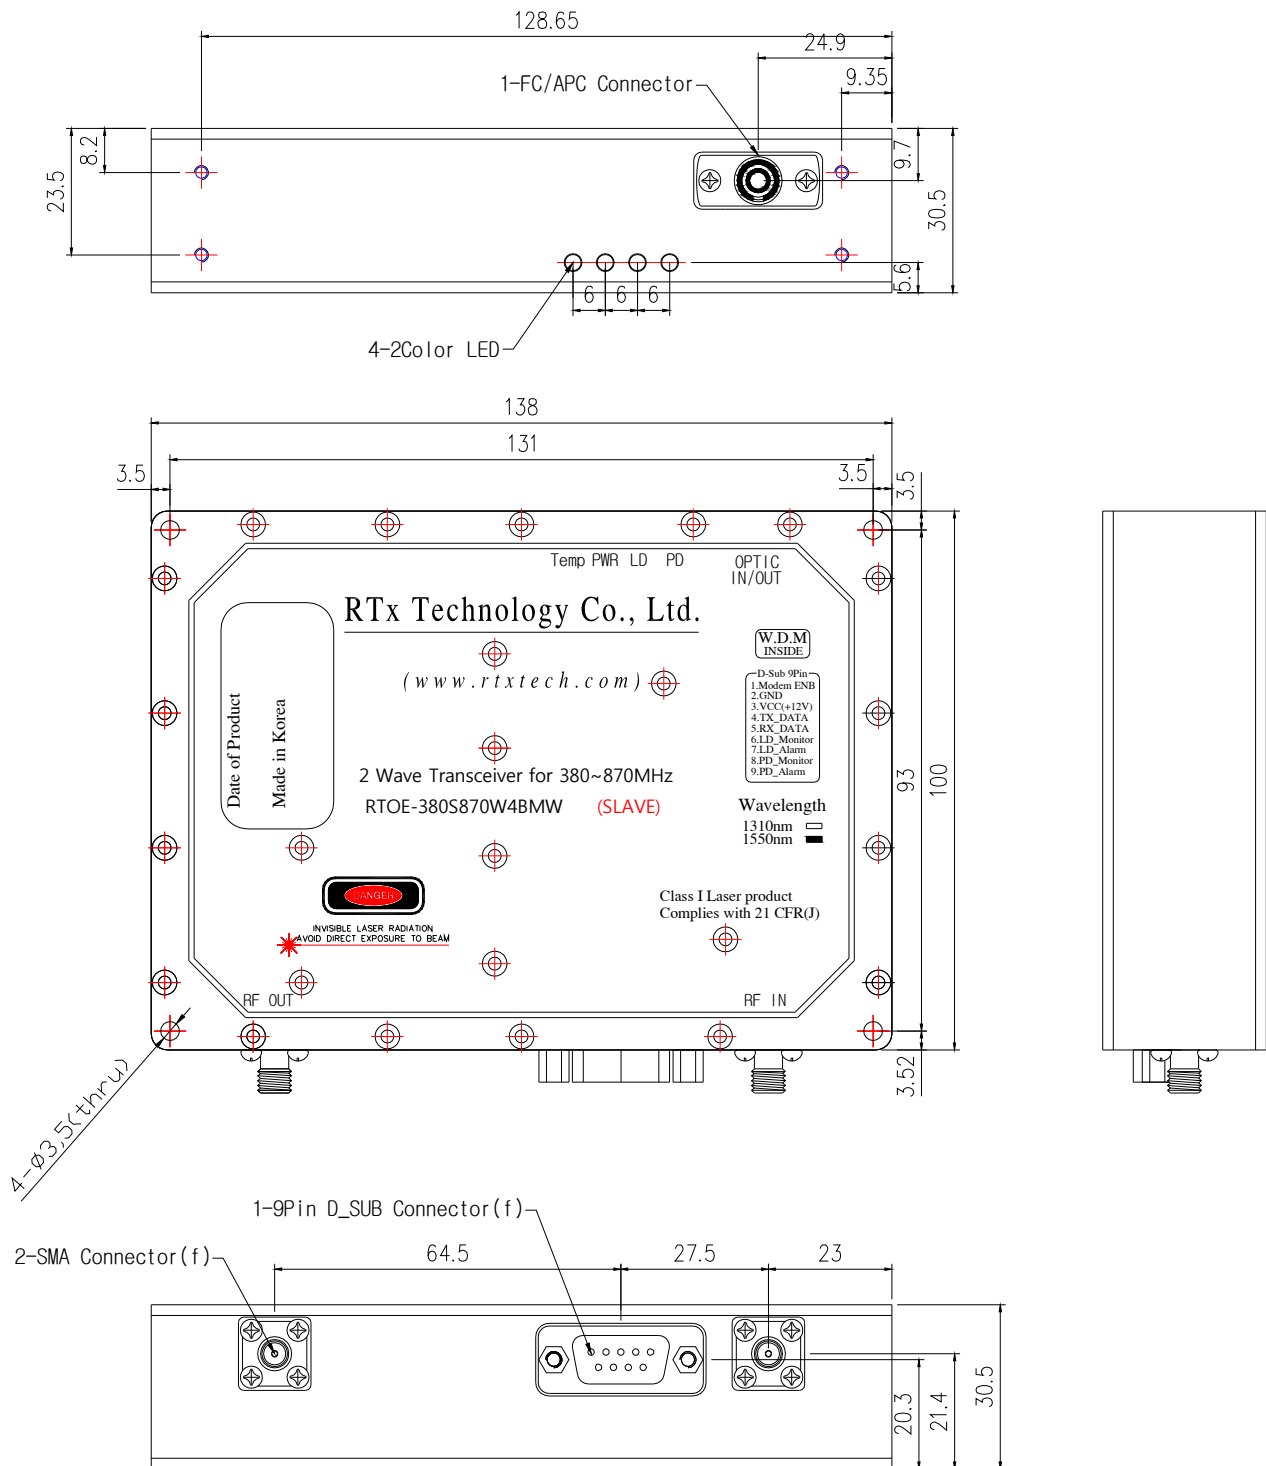 128.65
24.9
1-FC/APC Connector
9.35
8.2
23.5
9.7
30.5
5.6
6 6 6
4-2Color LED
138
131
3.5
3.5
3.5
Temp PWR LD PD
OPTIC
IN/OUT
RTx Technology Co., Ltd.
(www.rtxtech.com)
W.D.M
INSIDE
D-Sub 9Pin
1.Modem ENB
2.GND
3.VCC(+12V)
4.TX_DATA
5.RX_DATA
6.LD_Monitor
7.LD_Alarm
8.PD_Monitor
9.PD_Alarm
Date of Product
Made in Korea
2 Wave Transceiver for 380~870MHz
RTOE-380S870W4BMW (SLAVE)
Wavelength
1310nm
1550nm
93
100
DANGER
INVISIBLE LASER RADIATION
AVOID DIRECT EXPOSURE TO BEAM
Class I Laser product
Complies with 21 CFR(J)
RF OUT
RF IN
3.52
4-Ø3,5(thru)
1-9Pin D_SUB Connector(f)
2-SMA Connector(f)
64.5
27.5
23
20.3
21.4
30.5